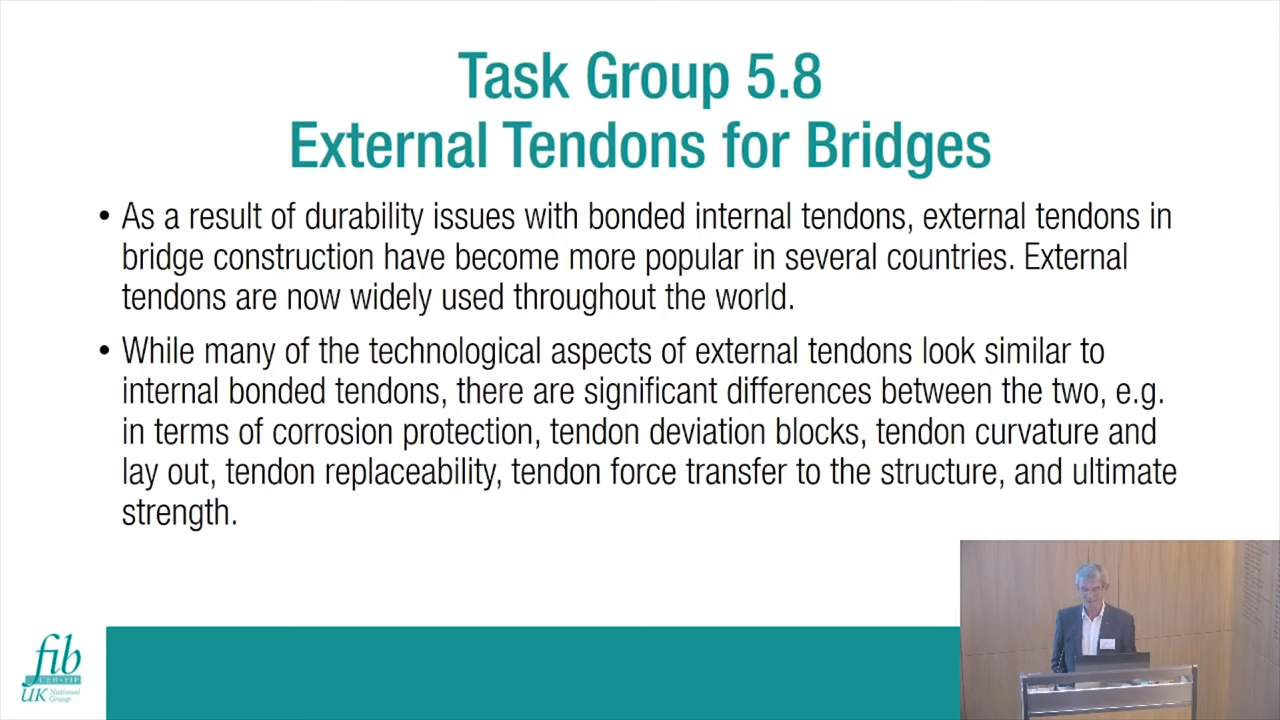 Task Group 5.8
External Tendons for Bridges
• As a result of durability issues with bonded internal tendons, external tendons in
bridge construction have become more popular in several countries. External
tendons are now widely used throughout the world.
• While many of the technological aspects of external tendons look similar to
internal bonded tendons, there are significant differences between the two, e.g.
in terms of corrosion protection, tendon deviation blocks, tendon curvature and
lay out, tendon replaceability, tendon force transfer to the structure, and ultimate
strength.
fib
CEB-FIP
UK National
Group